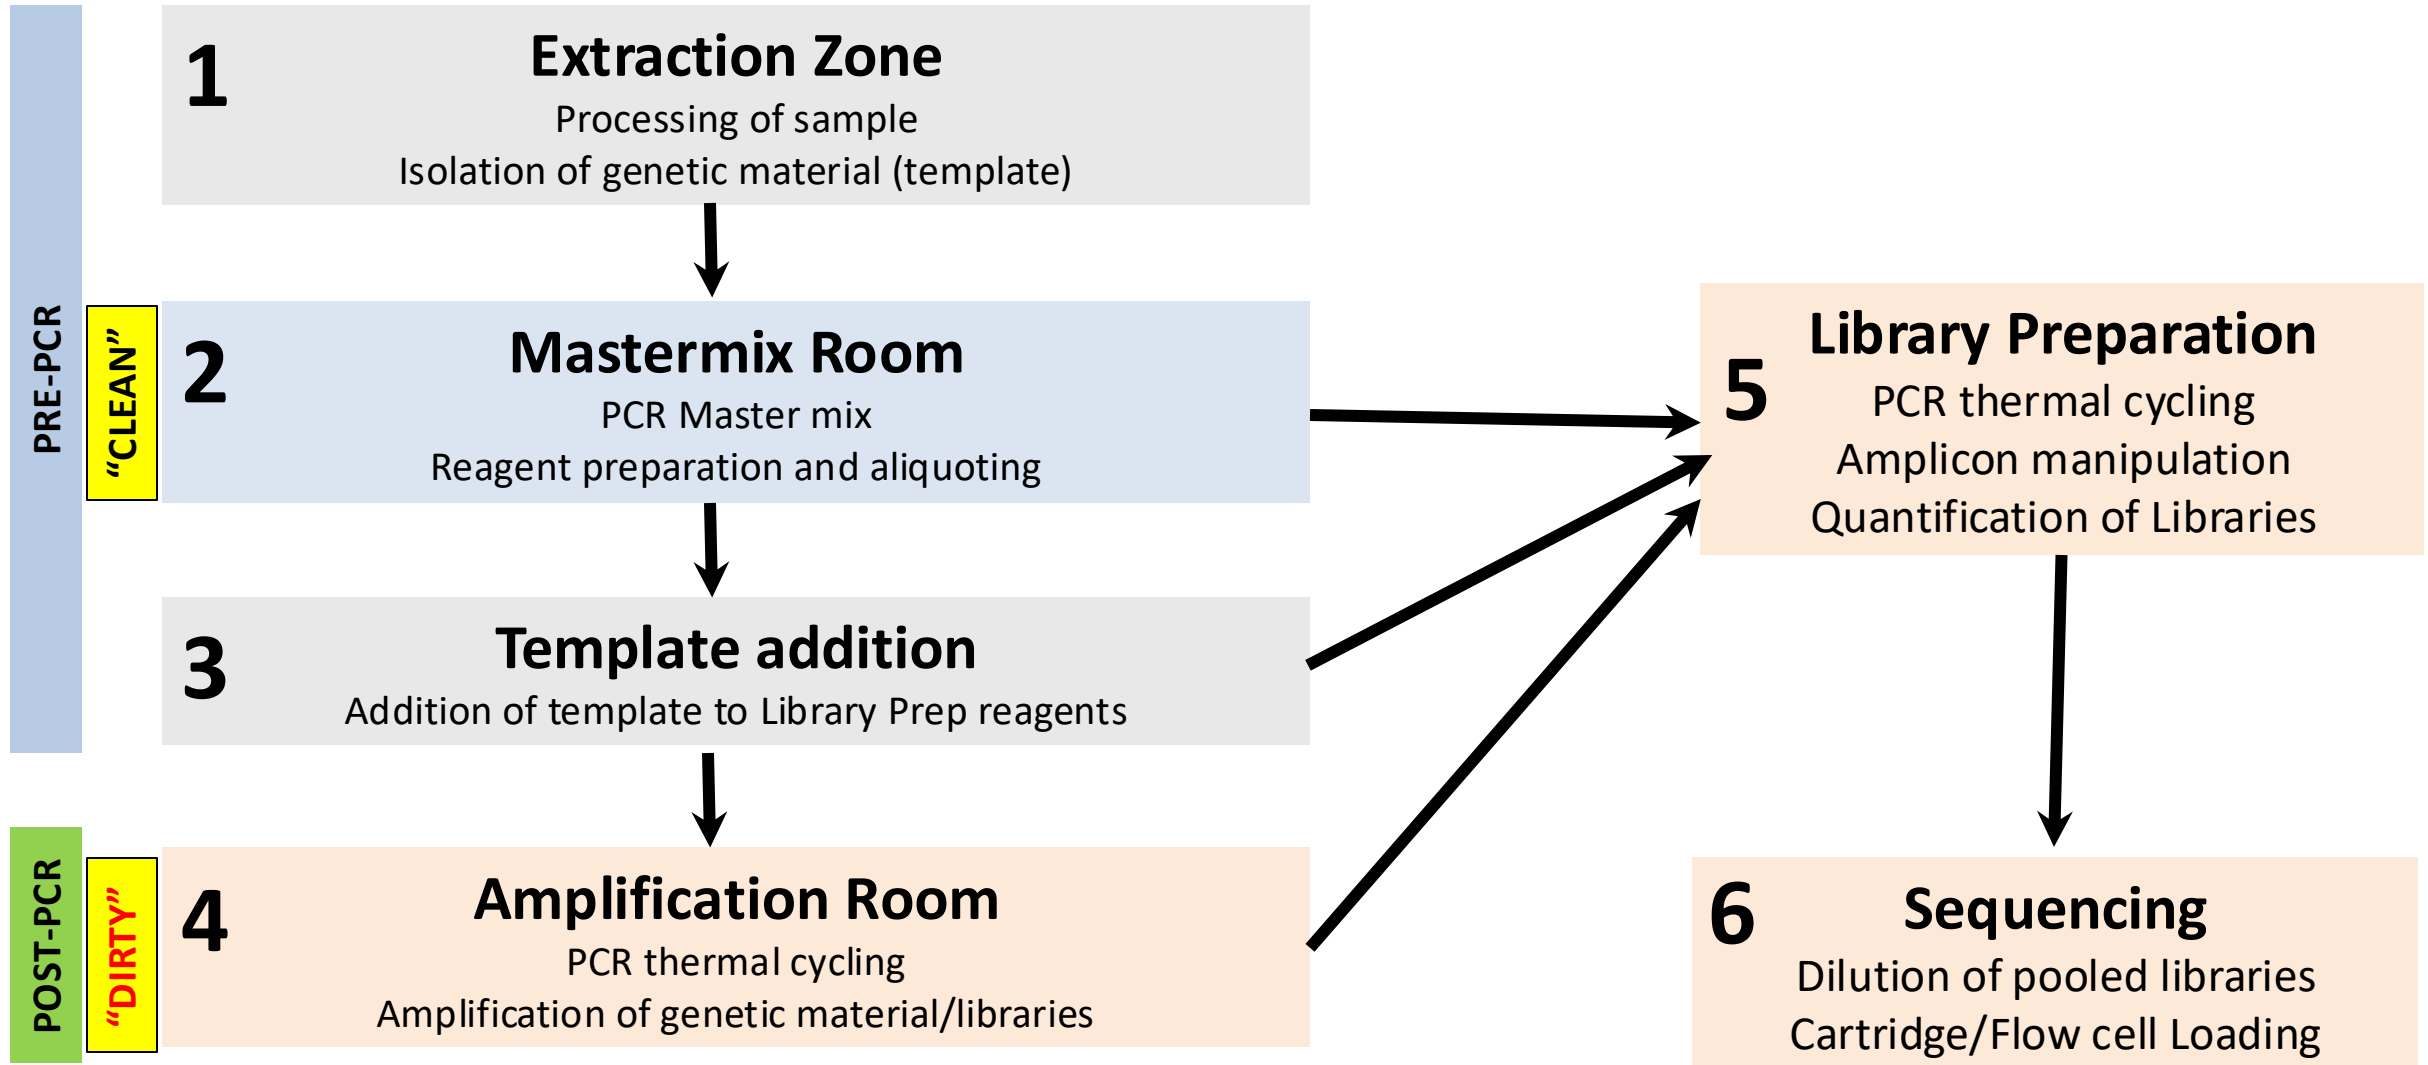 PRE-PCR
1
Extraction Zone
Processing of sample
Isolation of genetic material (template)
“CLEAN”
2
Mastermix Room
PCR Master mix
Reagent preparation and aliquoting
3
Template addition
Addition of template to Library Prep reagents
POST-PCR
“DIRTY”
4
Amplification Room
PCR thermal cycling
Amplification of genetic material/libraries
5
Library Preparation
PCR thermal cycling
Amplicon manipulation
Quantification of Libraries
6
Sequencing
Dilution of pooled libraries
Cartridge/Flow cell Loading